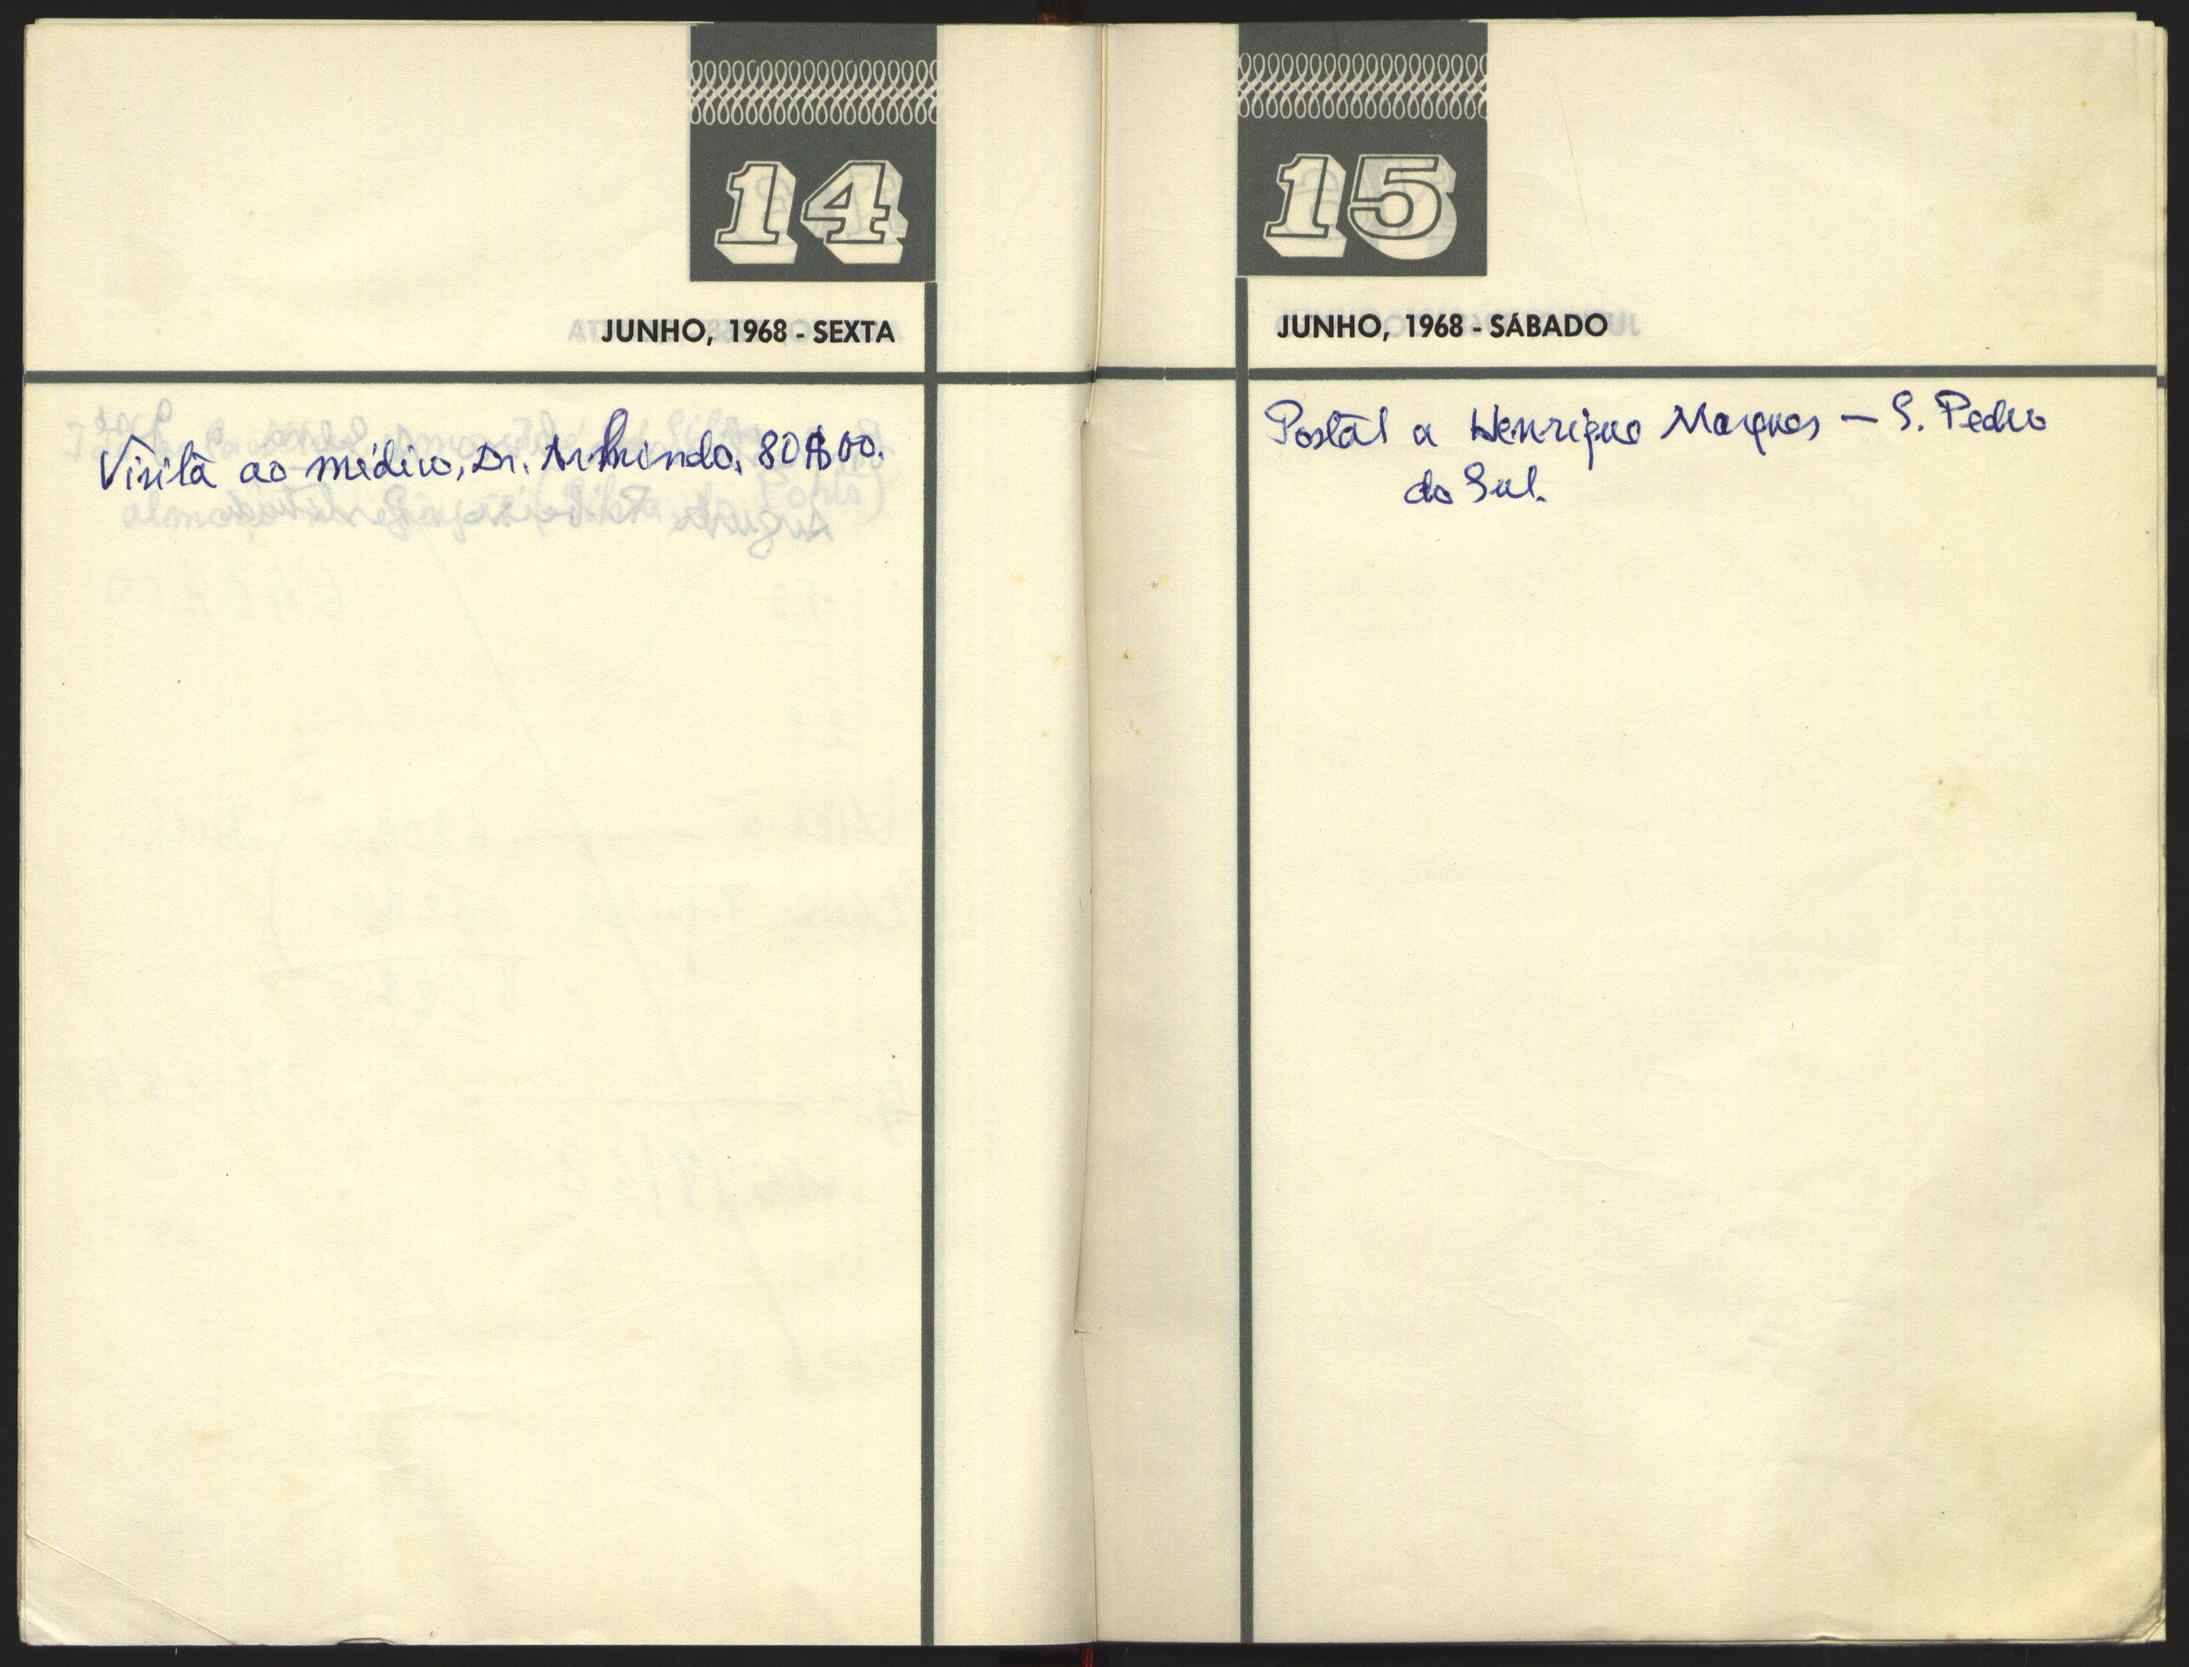 14
JUNHO, 1968 - SEXTA
Visita ao médico, Dr. Arlindo, 80$00.
15
JUNHO, 1968 - SÁBADO
Postal a Henrique Marques — S. Pedro
do Sul.